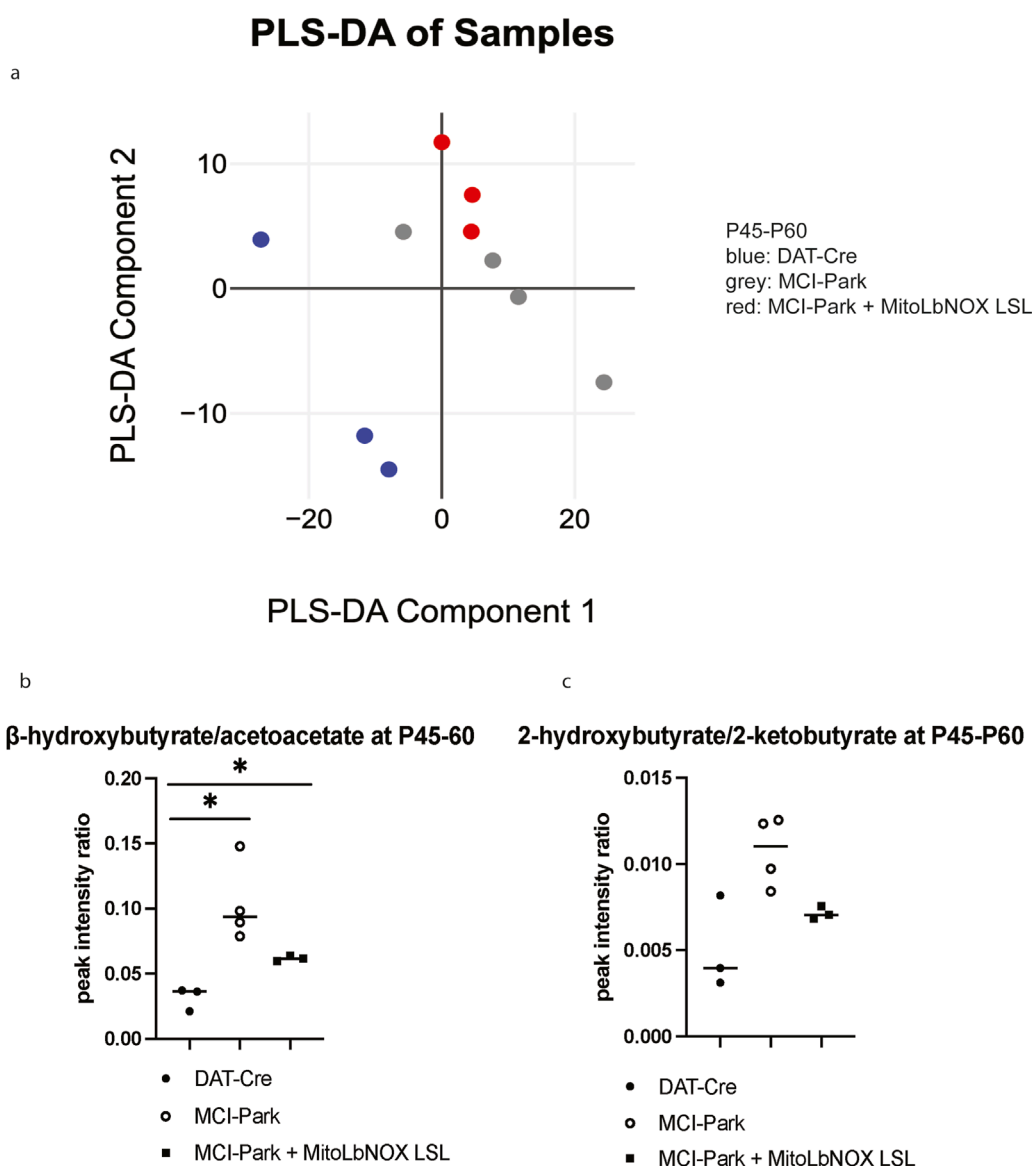 PLS-DA of Samples
a
PLS-DA Component 2
10
0
−10
−20
0
20
PLS-DA Component 1
P45-P60
blue: DAT-Cre
grey: MCI-Park
red: MCI-Park + MitoLbNOX LSL
b
β-hydroxybutyrate/acetoacetate at P45-60
*
*
peak intensity ratio
0.20
0.15
0.10
0.05
0.00
DAT-Cre
MCI-Park
MCI-Park + MitoLbNOX LSL
c
2-hydroxybutyrate/2-ketobutyrate at P45-P60
peak intensity ratio
0.015
0.010
0.005
0.000
DAT-Cre
MCI-Park
MCI-Park + MitoLbNOX LSL